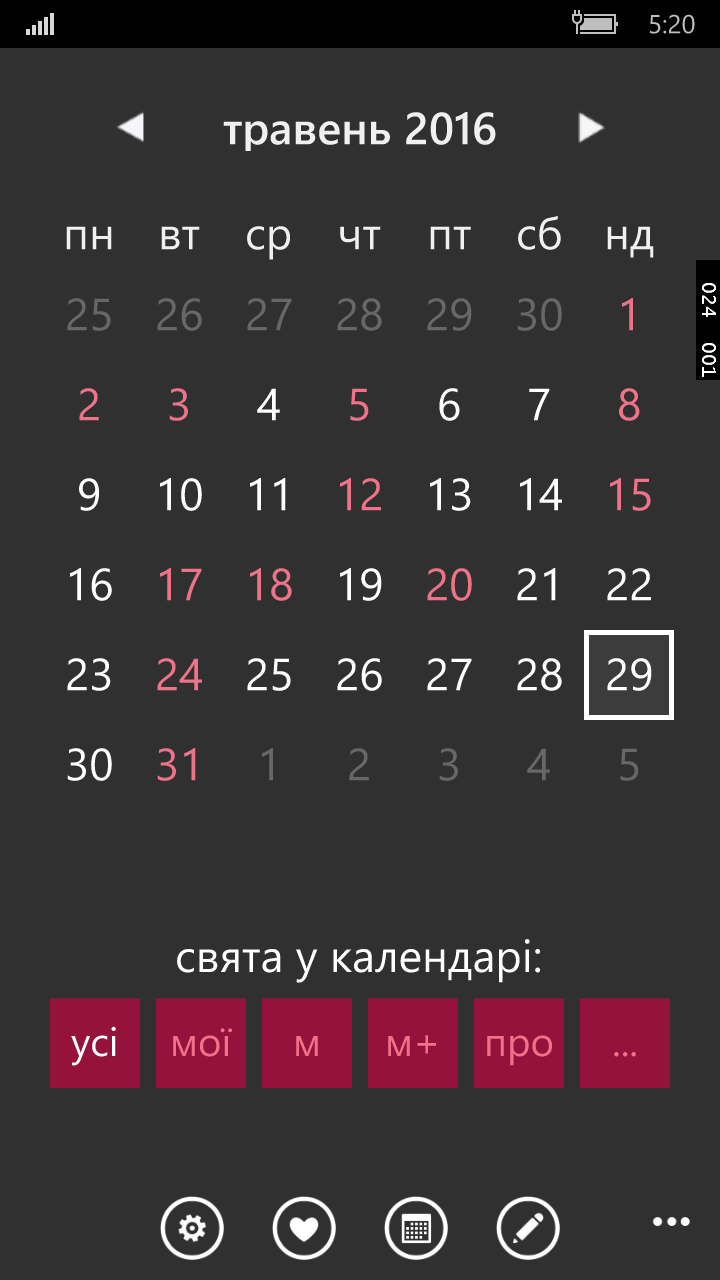 5:20
травень 2016
пн вт ср чт пт сб нд
25 26 27 28 29 30 1
024 001
2 3 4 5 6 7 8
9 10 11 12 13 14 15
16 17 18 19 20 21 22
23 24 25 26 27 28 29
30 31 1 2 3 4 5
свята у календарі:
усі мої м м+ про ...